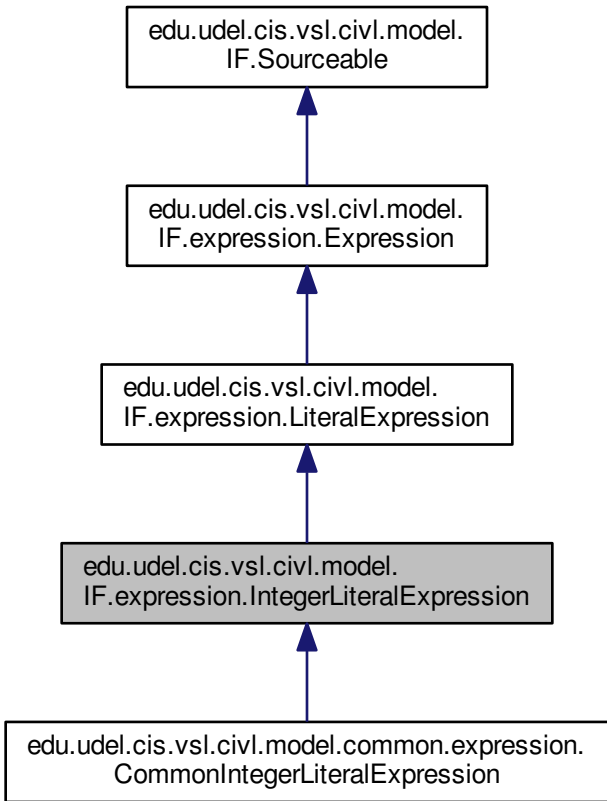 edu.udel.cis.vsl.civl.model.
IF.Sourceable
edu.udel.cis.vsl.civl.model.
IF.expression.Expression
edu.udel.cis.vsl.civl.model.
IF.expression.LiteralExpression
edu.udel.cis.vsl.civl.model.
IF.expression.IntegerLiteralExpression
edu.udel.cis.vsl.civl.model.common.expression.
CommonIntegerLiteralExpression